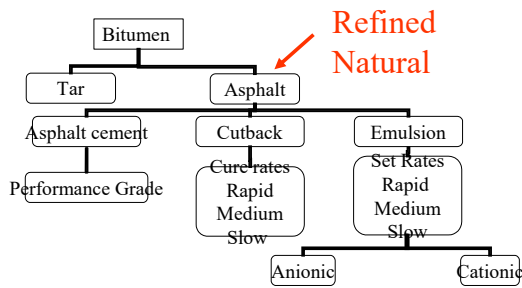 Refined
Natural
Bitumen
Tar
Asphalt
Asphalt cement
Cutback
Emulsion
Performance Grade
Cure rates
Rapid
Medium
Slow
Set Rates
Rapid
Medium
Slow
Anionic
Cationic